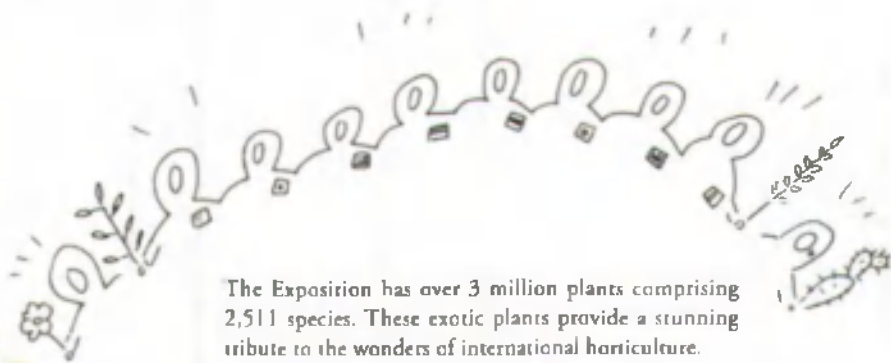 The Exposition has over 3 million plants comprising
2,511 species. These exotic plants provide a stunning
tribute to the wonders of international horticulture.